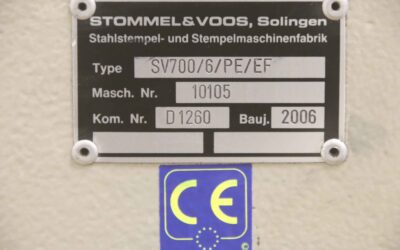 STOMMEL&VOOS, Solingen
Stahlstempel- und Stempelmaschinenfabrik
Type SV700/6/PE/EF
Masch. Nr. 10105
Kom. Nr. D1260 Bauj. 2006
CE
©